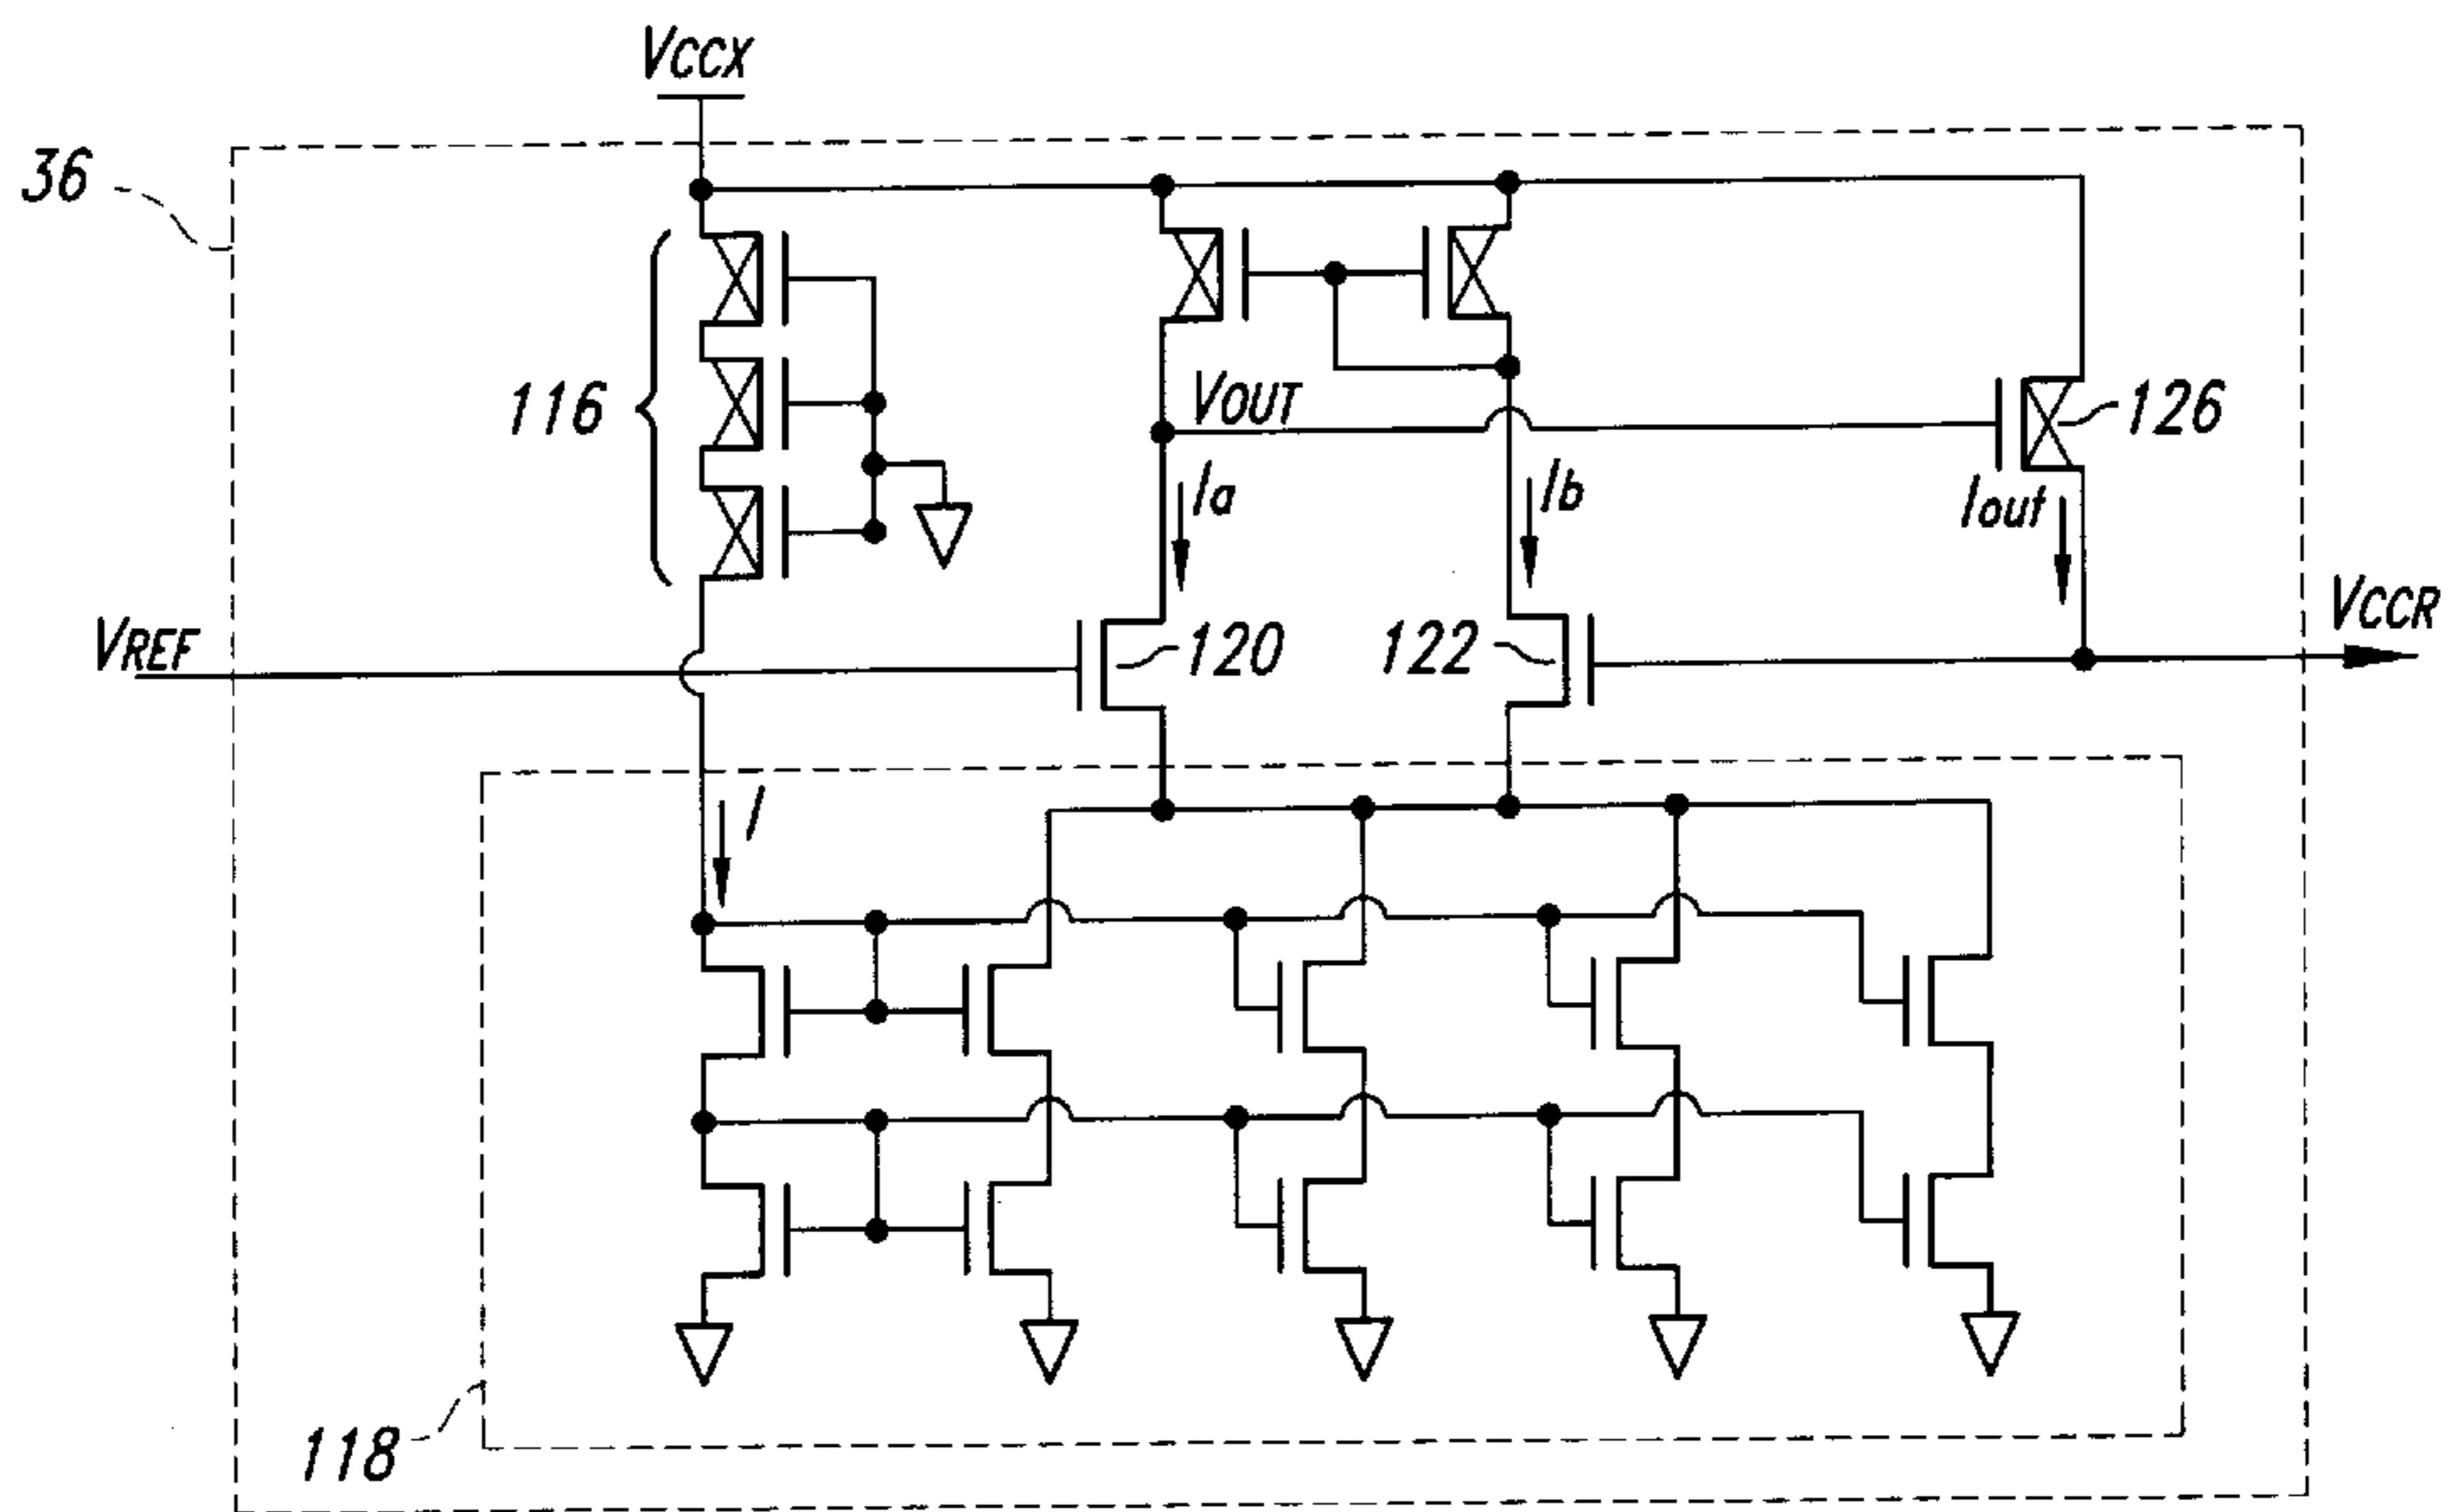 VCCX
36
116
VOUT
126
Ia
Ib
Iout
VREF
120
122
VCCR
I
118